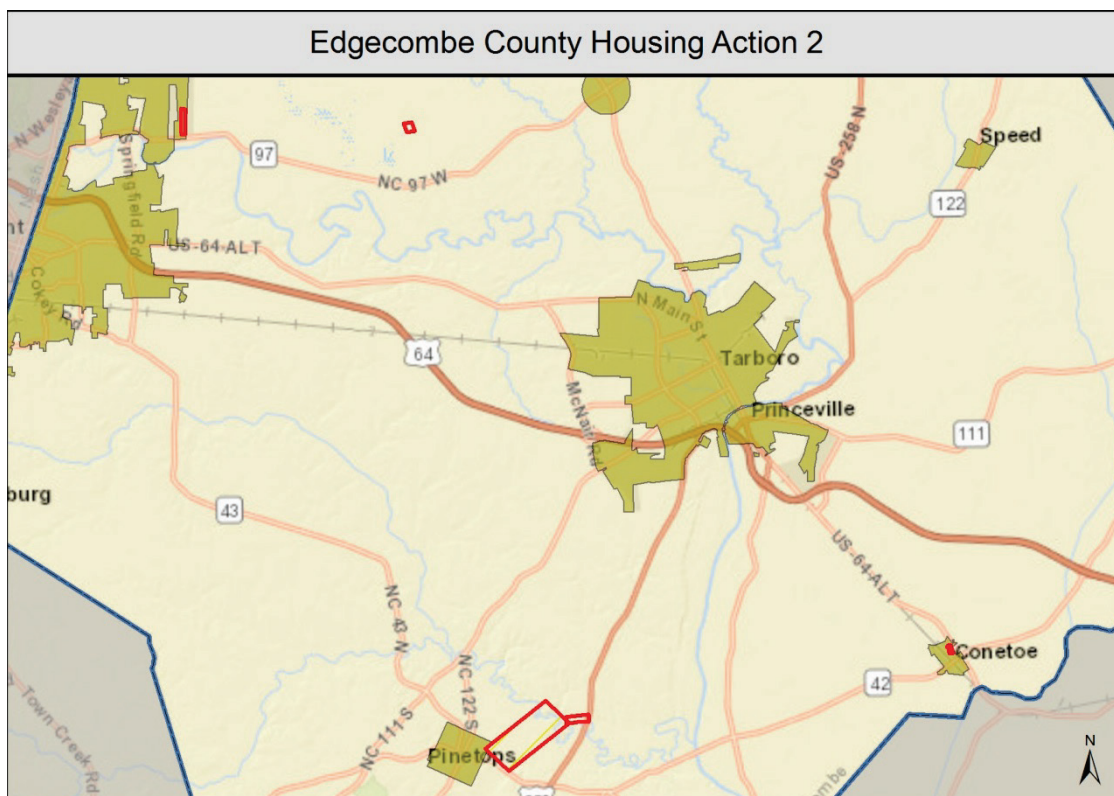 Edgecombe County Housing Action 2
N Wesleya
Springfield Rd
97
NC 97 W
US-258 N
Speed
122
US-64 ALT
Cokey Rd
N Main St
Tarboro
64
McNair Rd
Princeville
111
burg
43
US-64 ALT
NC 43 N
NC 122 S
Conetoe
42
NC 111 S
Pinetops
Town Creek Rd
combe
N